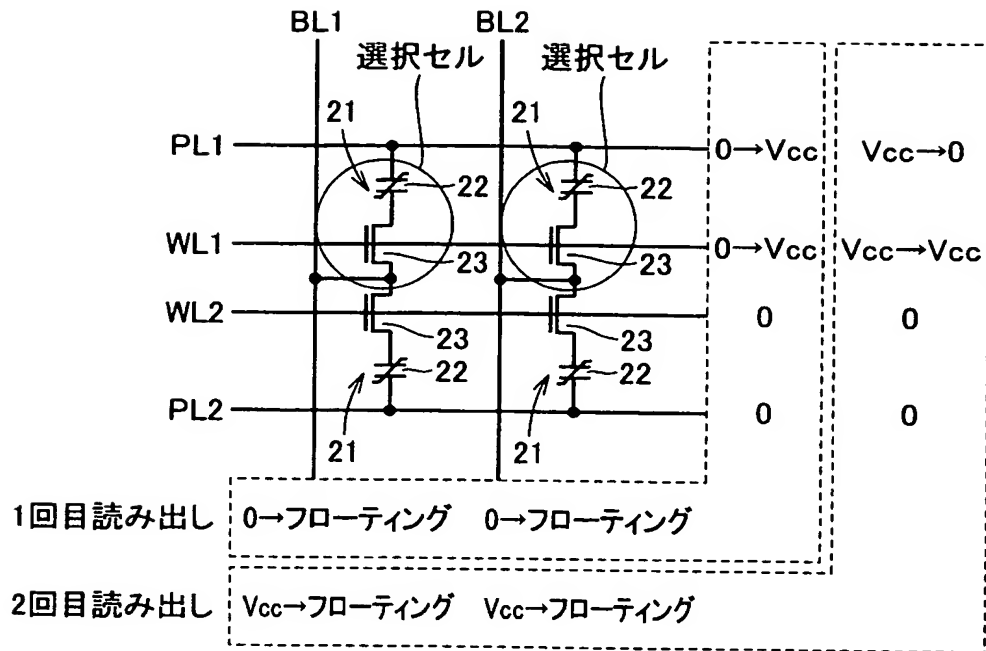 BL1 BL2
選択セル 選択セル
21 21
PL1 0→Vcc Vcc→0
22 22
WL1 0→Vcc Vcc→Vcc
23 23
WL2 0 0
23 23
22 22
PL2 0 0
21 21
1回目読み出し 0→フローティング 0→フローティング
2回目読み出し Vcc→フローティング Vcc→フローティング